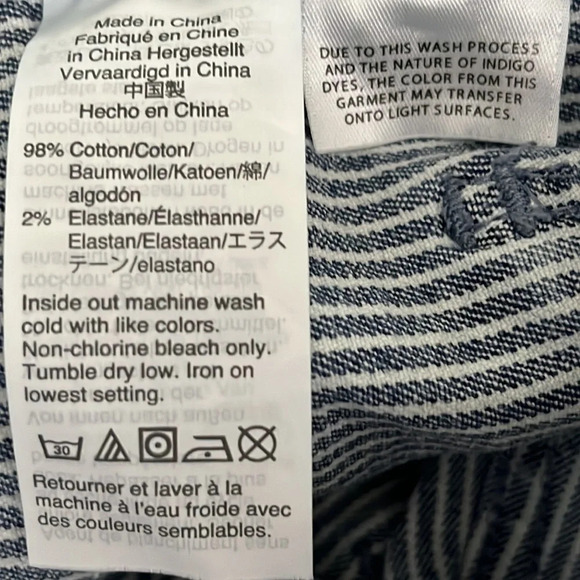 Made in China
Fabriqué en Chine
in China Hergestellt
Vervaardigd in China
中国製
Hecho en China
98% Cotton/Coton/
Baumwolle/Katoen/綿/
algodón
2% Elastane/Élasthanne/
Elastan/Elastaan/エラス
テーン/elastano
Inside out machine wash
cold with like colors.
Non-chlorine bleach only.
Tumble dry low. Iron on
lowest setting.
30
Retourner et laver à la
machine à l'eau froide avec
des couleurs semblables.
DUE TO THIS WASH PROCESS
AND THE NATURE OF INDIGO
DYES, THE COLOR FROM THIS
GARMENT MAY TRANSFER
ONTO LIGHT SURFACES.